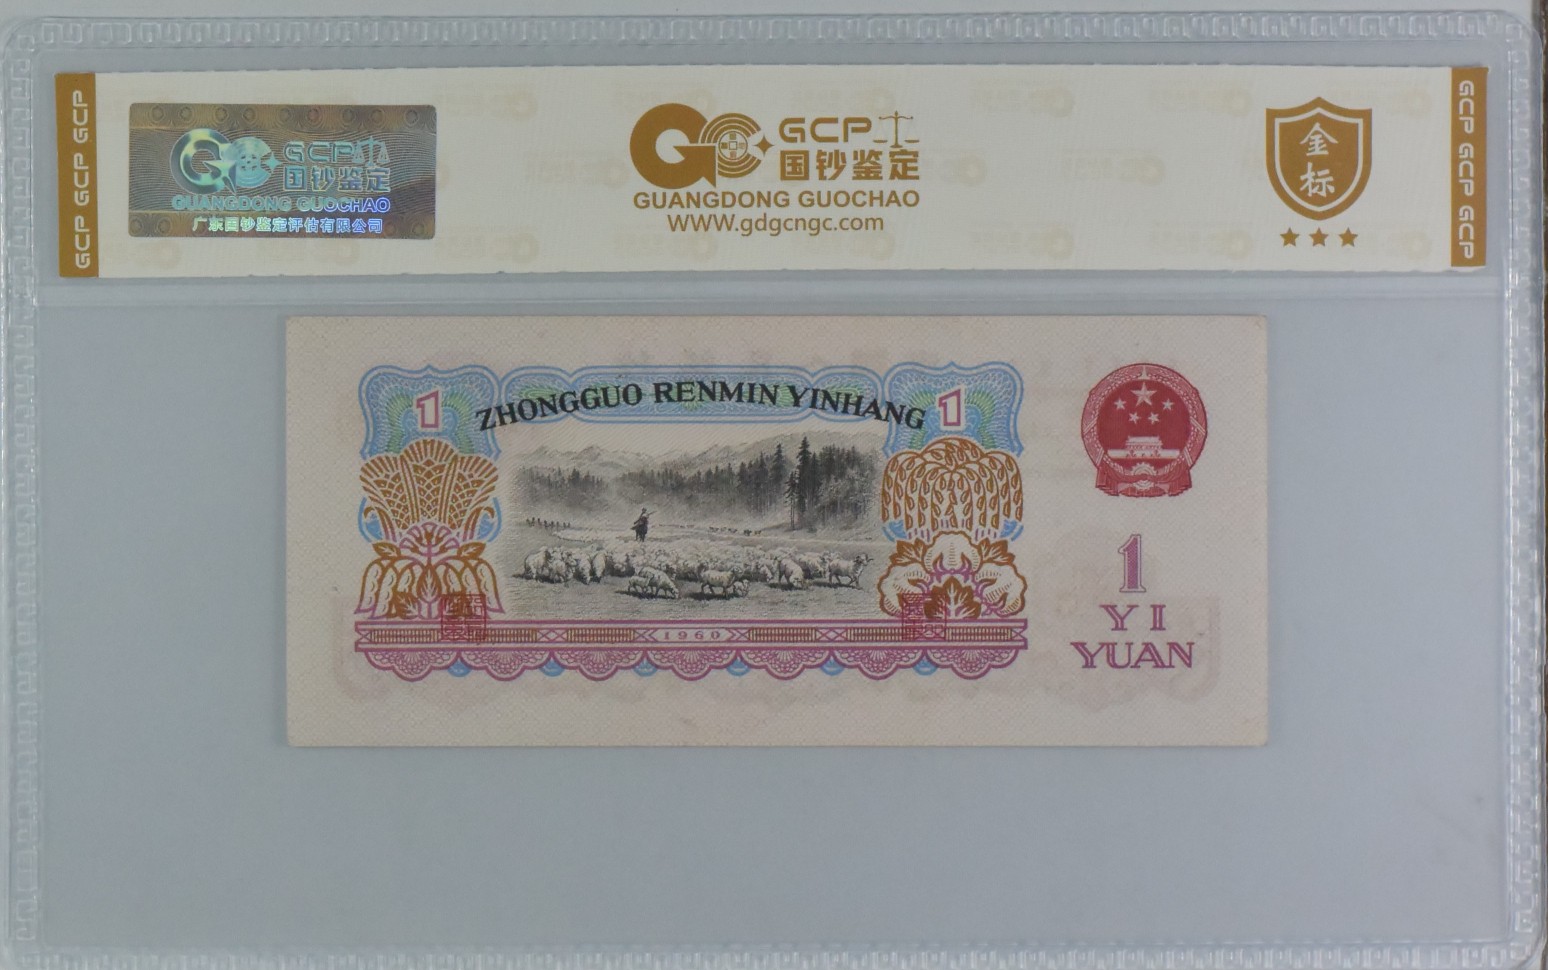 GCP GCP GCP
GCP
国钞鉴定
GUANGDONG GUOCHAO
广东国钞鉴定评估有限公司
GCP
国钞鉴定
GUANGDONG GUOCHAO
WWW.gdgcngc.com
金
标
GCP GCP GCP
1
ZHONGGUO RENMIN YINHANG
1
1960
1
YI
YUAN